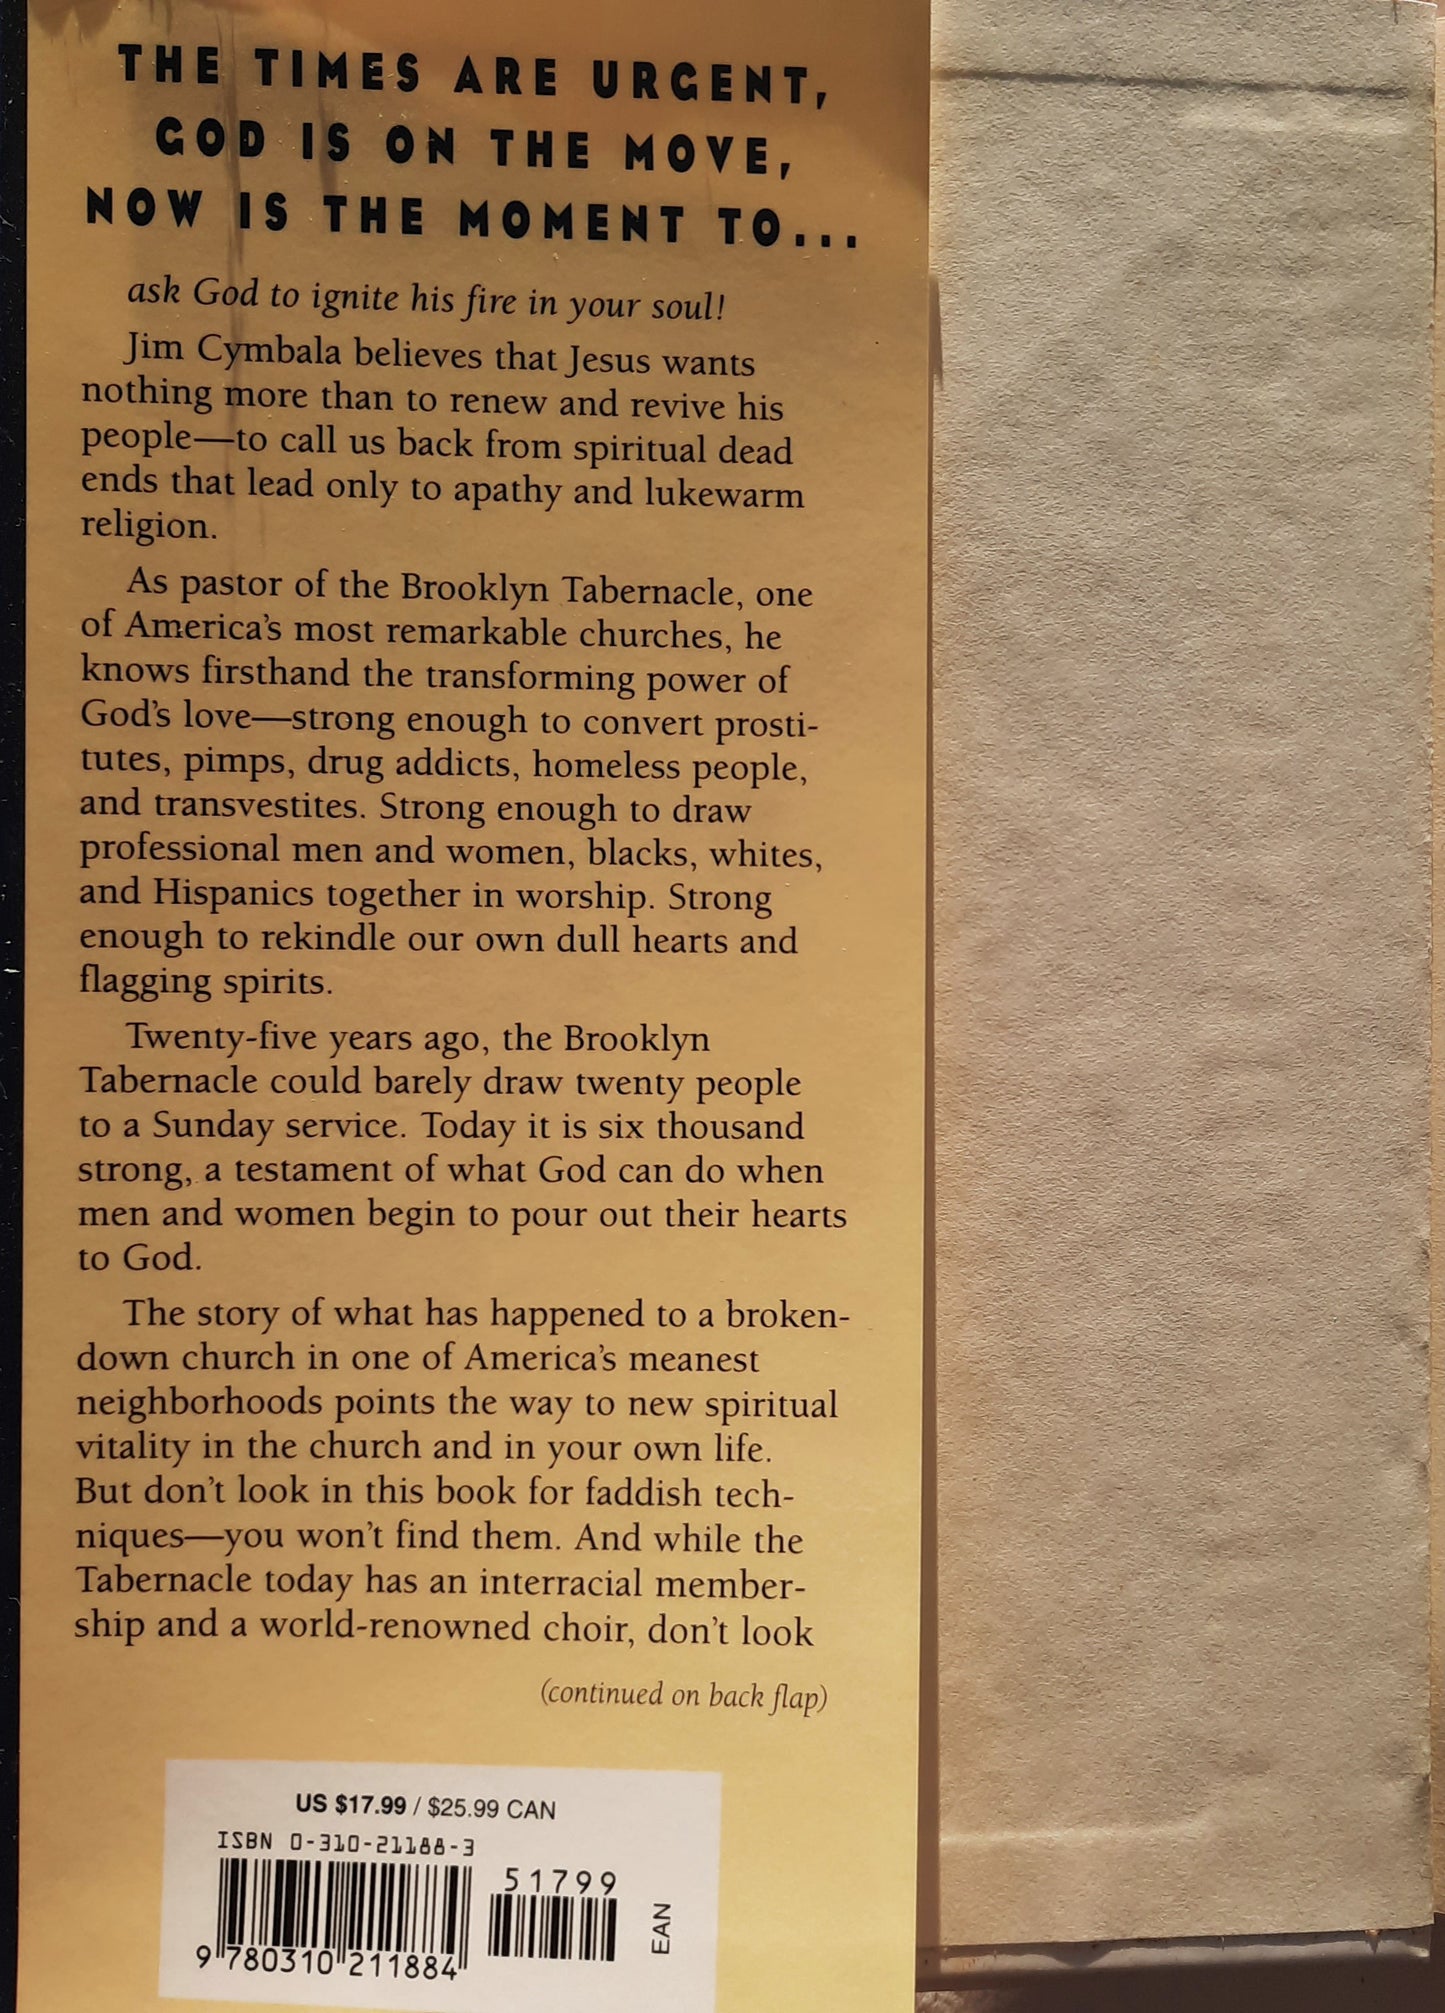 THE TIMES ARE URGENT,
GOD IS ON THE MOVE,
NOW IS THE MOMENT TO...
ask God to ignite his fire in your soul!
Jim Cymbala believes that Jesus wants
nothing more than to renew and revive his
people—to call us back from spiritual dead
ends that lead only to apathy and lukewarm
religion.
As pastor of the Brooklyn Tabernacle, one
of America's most remarkable churches, he
knows firsthand the transforming power of
God's love—strong enough to convert prosti-
tutes, pimps, drug addicts, homeless people,
and transvestites. Strong enough to draw
professional men and women, blacks, whites,
and Hispanics together in worship. Strong
enough to rekindle our own dull hearts and
flagging spirits.
Twenty-five years ago, the Brooklyn
Tabernacle could barely draw twenty people
to a Sunday service. Today it is six thousand
strong, a testament of what God can do when
men and women begin to pour out their hearts
to God.
The story of what has happened to a broken-
down church in one of America's meanest
neighborhoods points the way to new spiritual
vitality in the church and in your own life.
But don't look in this book for faddish tech-
niques—you won't find them. And while the
Tabernacle today has an interracial member-
ship and a world-renowned choir, don't look
(continued on back flap)
US $17.99 / $25.99 CAN
ISBN 0-310-21188-3
51799
EAN
9 780310 211884